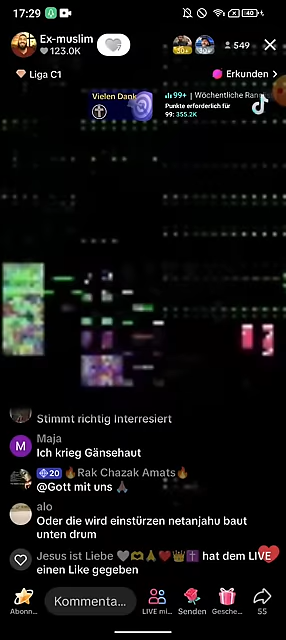 17:29
40
Ex-muslim
123.0K
549
Liga C1
Erkunden
Vielen Dank
99+ | Wöchentliche Ran
Punkte erforderlich für
99: 355.2K
Stimmt richtig Interresiert
M
Maja
Ich krieg Gänsehaut
20 🔥Rak Chazak Amats🔥
@Gott mit uns 🙏
alo
Oder die wird einstürzen netanjahu baut
unten drum
Jesus ist Liebe 🩶🫶🙏❤️👑✝️ hat dem LIVE
einen Like gegeben
Abonn...
Kommenta...
LIVE mi...
Senden
Gesche...
55